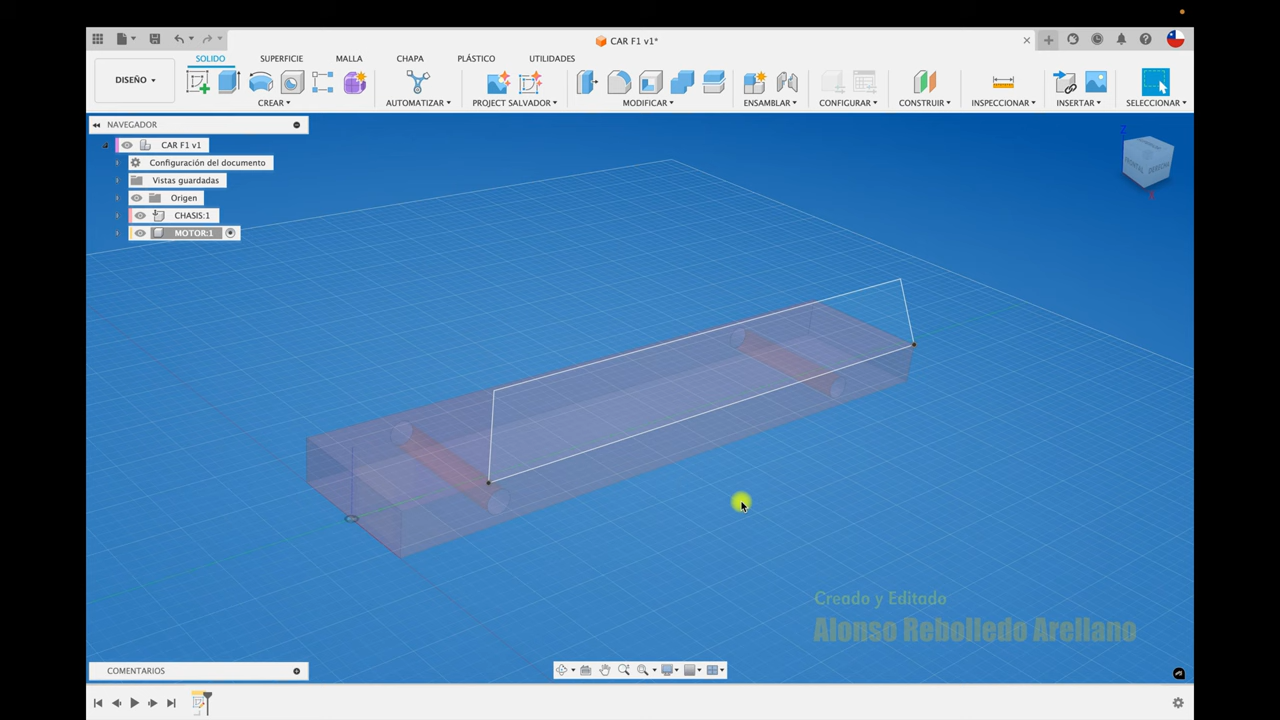 CAR F1 v1*
DISEÑO
SOLIDO
SUPERFICIE
MALLA
CHAPA
PLÁSTICO
UTILIDADES
CREAR
AUTOMATIZAR
PROJECT SALVADOR
MODIFICAR
ENSAMBLAR
CONFIGURAR
CONSTRUIR
INSPECCIONAR
INSERTAR
SELECCIONAR
NAVEGADOR
CAR F1 v1
Configuración del documento
Vistas guardadas
Origen
CHASIS:1
MOTOR:1
Z
Creado y Editado
Alonso Rebolledo Arellano
COMENTARIOS